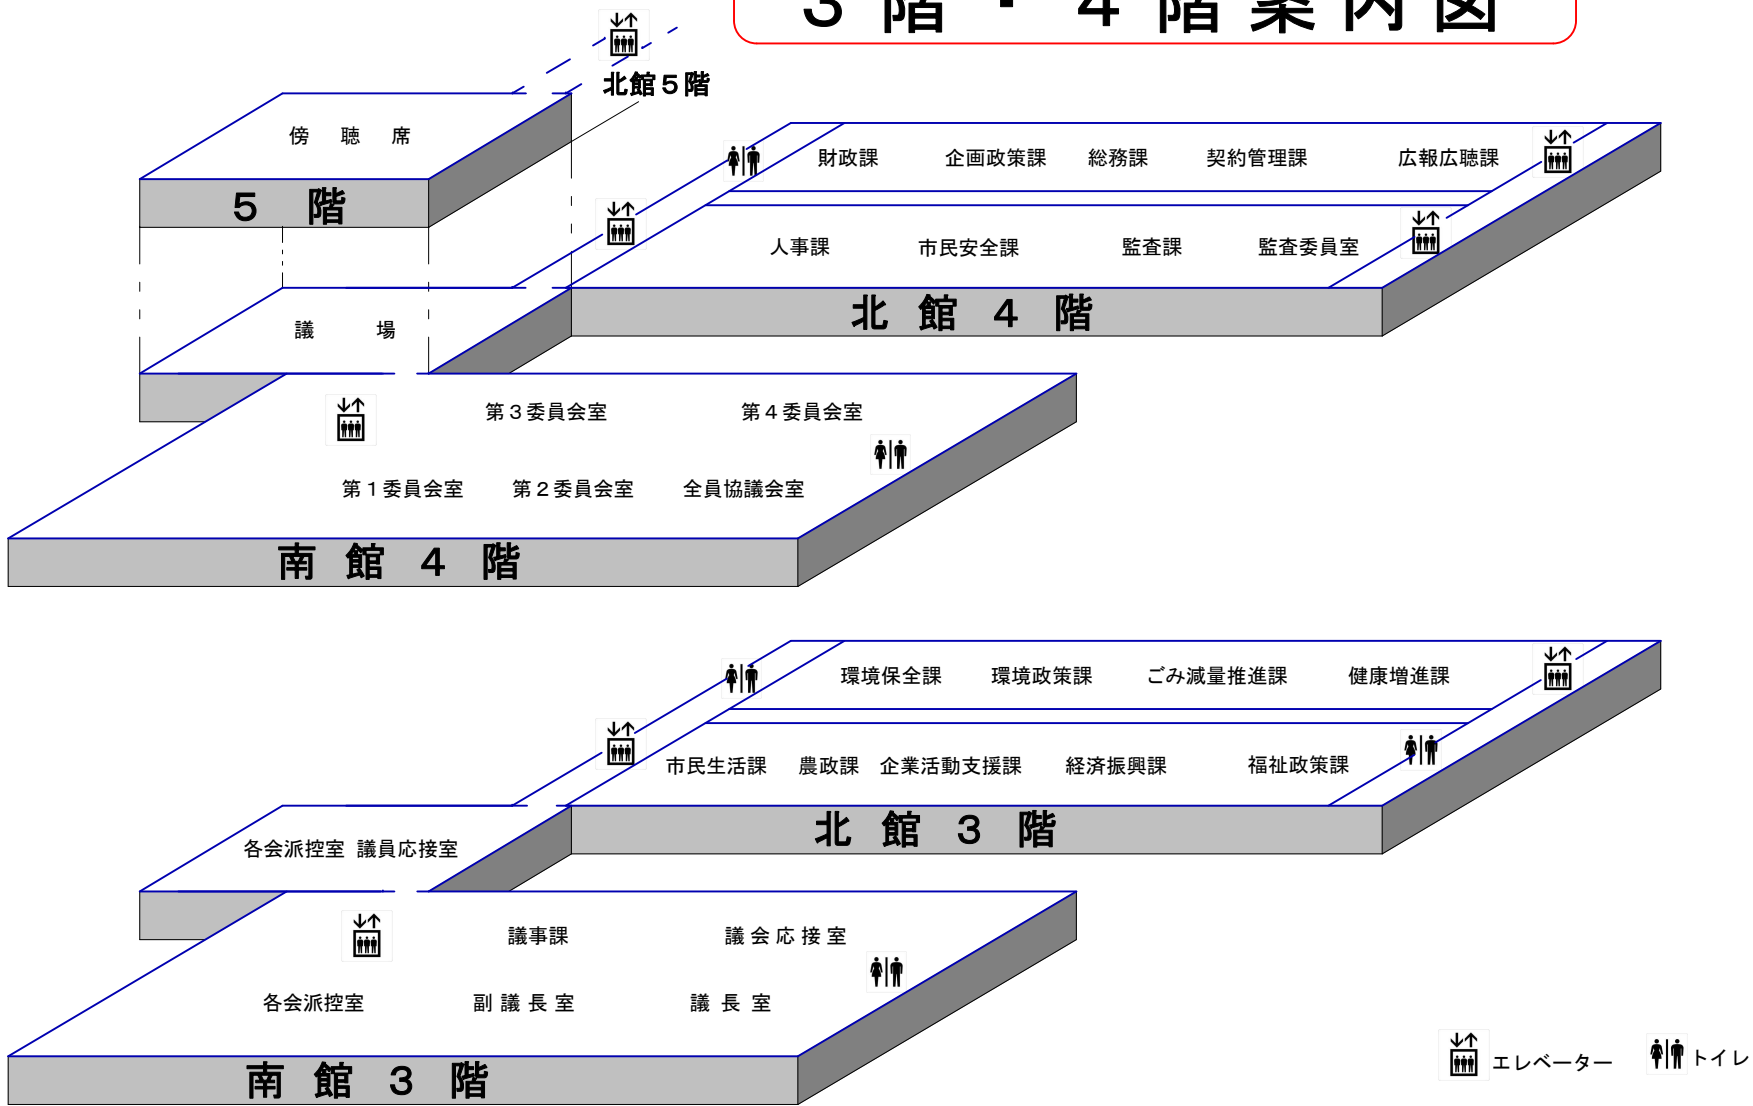 ３階・４階案内図
北館５階
傍聴席
５階
財政課 企画政策課 総務課 契約管理課 広報広聴課
人事課 市民安全課 監査課 監査委員室
北館４階
議場
第３委員会室 第４委員会室
第１委員会室 第２委員会室 全員協議会室
南館４階
環境保全課 環境政策課 ごみ減量推進課 健康増進課
市民生活課 農政課 企業活動支援課 経済振興課 福祉政策課
北館３階
各会派控室 議員応接室
議事課 議会応接室
各会派控室 副議長室 議長室
南館３階
エレベーター トイレ